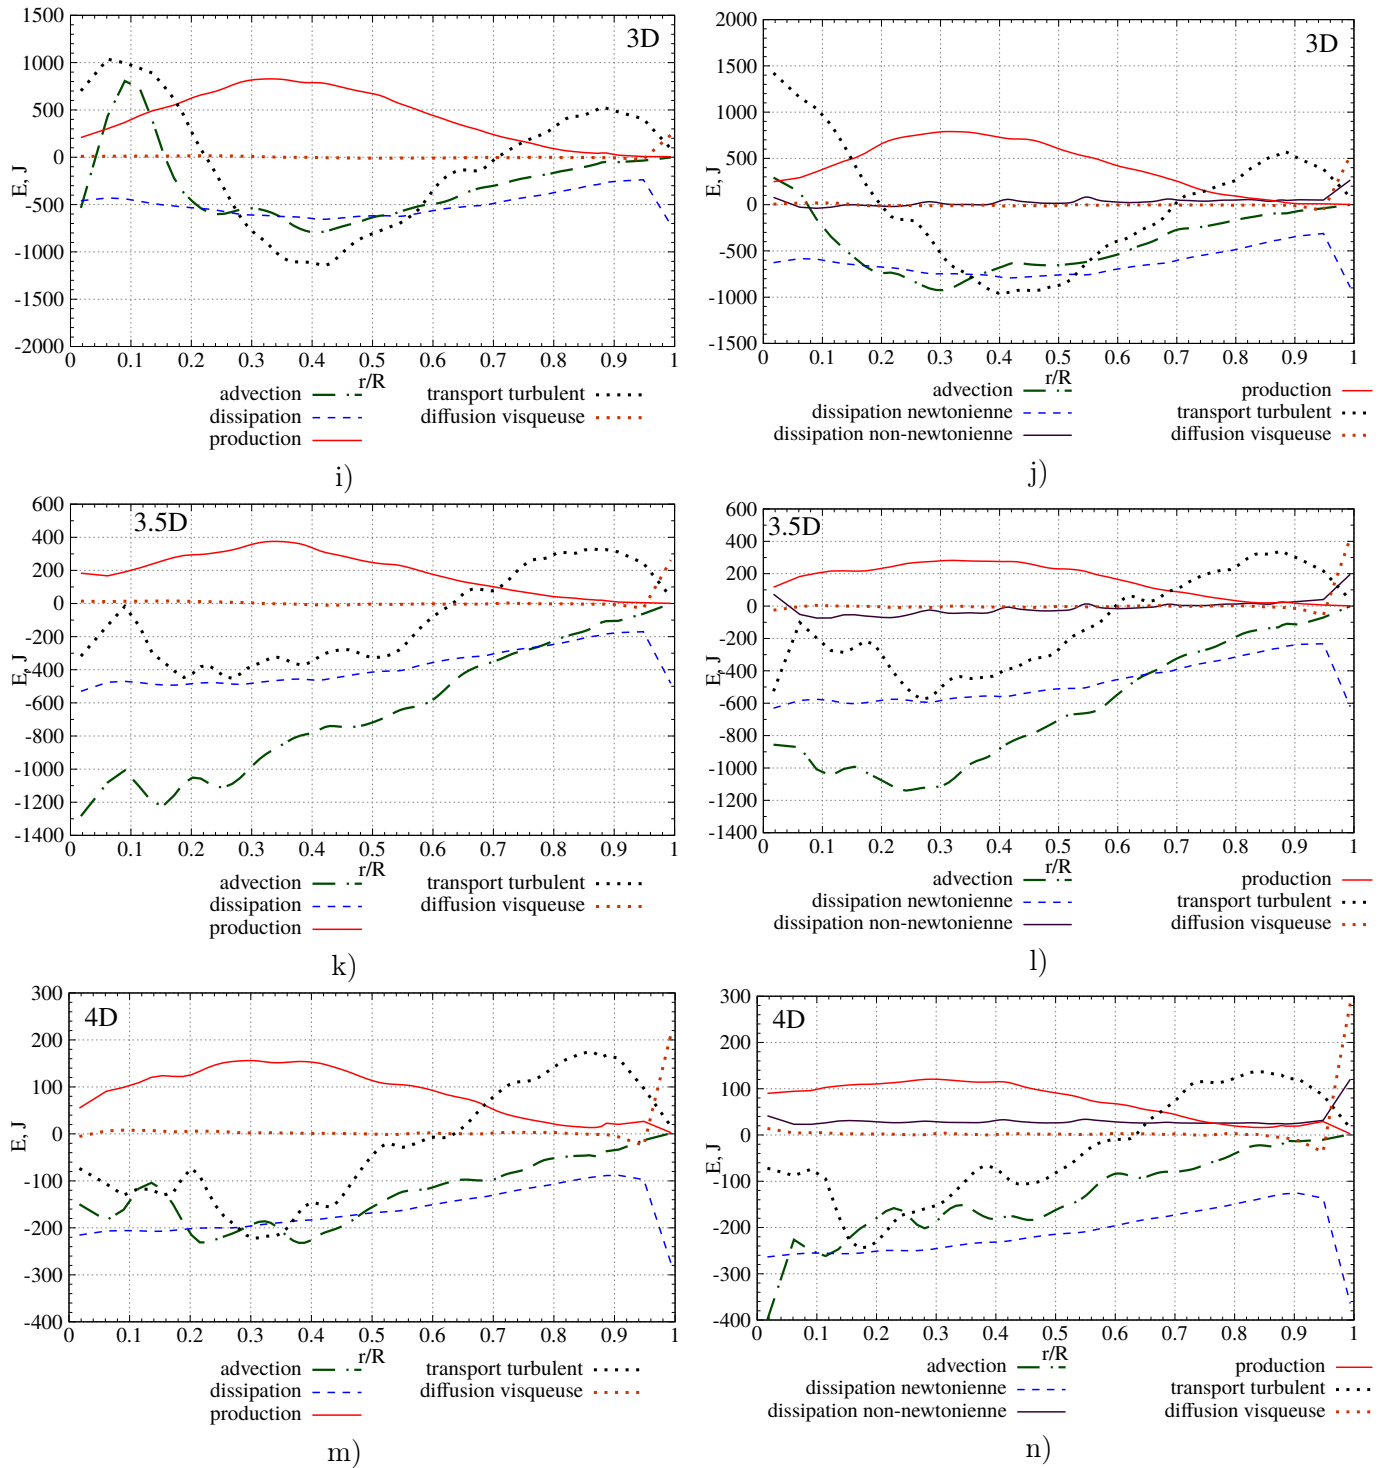 3D
1500
1000
500
0
-500
-1000
-1500
-2000
E, J
0 0.1 0.2 0.3 0.4 0.5 0.6 0.7 0.8 0.9 1
r/R
advection
dissipation
production
transport turbulent
diffusion visqueuse
i)
3D
2000
1500
1000
500
0
-500
-1000
-1500
E, J
0 0.1 0.2 0.3 0.4 0.5 0.6 0.7 0.8 0.9 1
r/R
advection
dissipation newtonienne
dissipation non-newtonienne
production
transport turbulent
diffusion visqueuse
j)
3.5D
600
400
200
0
-200
-400
-600
-800
-1000
-1200
-1400
E, J
0 0.1 0.2 0.3 0.4 0.5 0.6 0.7 0.8 0.9 1
r/R
advection
dissipation
production
transport turbulent
diffusion visqueuse
k)
3.5D
600
400
200
0
-200
-400
-600
-800
-1000
-1200
-1400
E, J
0 0.1 0.2 0.3 0.4 0.5 0.6 0.7 0.8 0.9 1
r/R
advection
dissipation newtonienne
dissipation non-newtonienne
production
transport turbulent
diffusion visqueuse
l)
4D
300
200
100
0
-100
-200
-300
-400
E, J
0 0.1 0.2 0.3 0.4 0.5 0.6 0.7 0.8 0.9 1
r/R
advection
dissipation
production
transport turbulent
diffusion visqueuse
m)
4D
300
200
100
0
-100
-200
-300
-400
E, J
0 0.1 0.2 0.3 0.4 0.5 0.6 0.7 0.8 0.9 1
r/R
advection
dissipation newtonienne
dissipation non-newtonienne
production
transport turbulent
diffusion visqueuse
n)